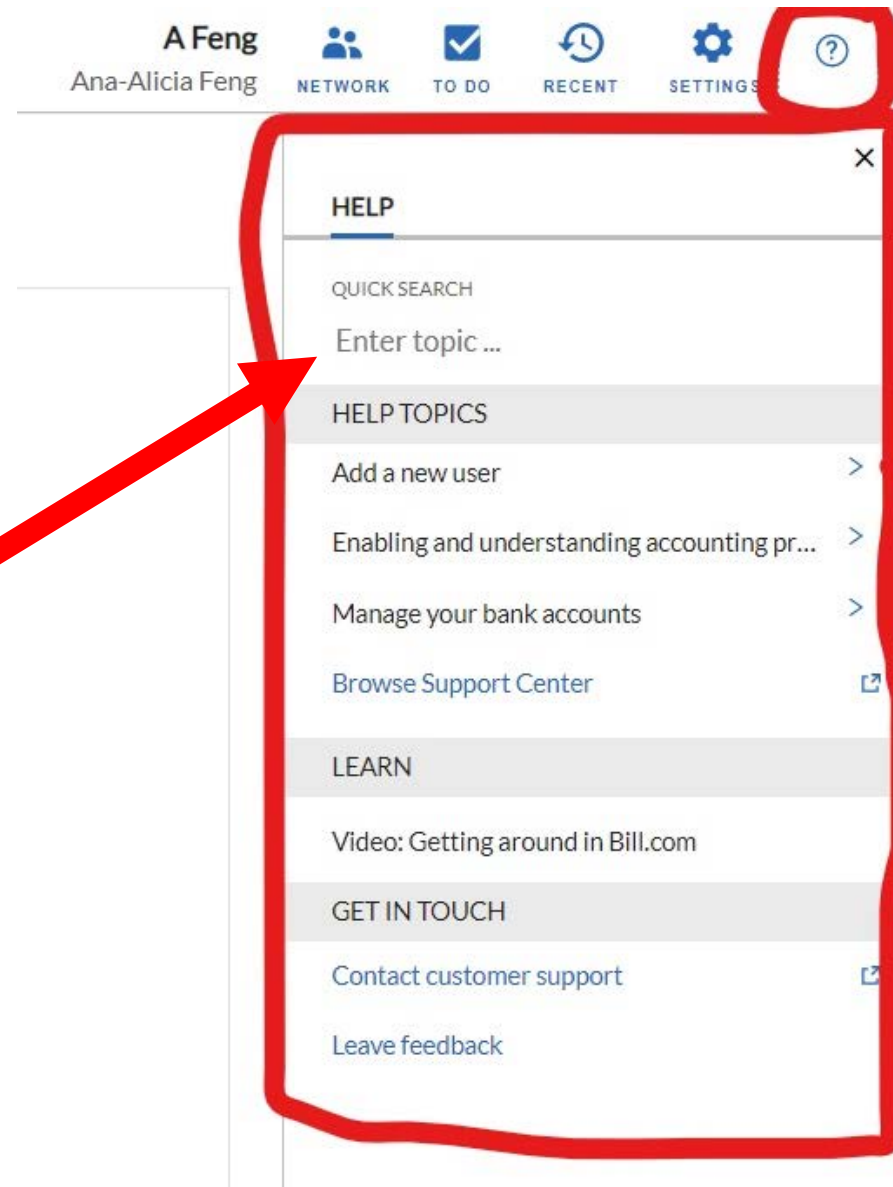 A Feng
Ana-Alicia Feng
NETWORK TO DO RECENT SETTINGS ?
HELP
QUICK SEARCH
Enter topic ...
HELP TOPICS
Add a new user
Enabling and understanding accounting pr...
Manage your bank accounts
Browse Support Center
LEARN
Video: Getting around in Bill.com
GET IN TOUCH
Contact customer support
Leave feedback